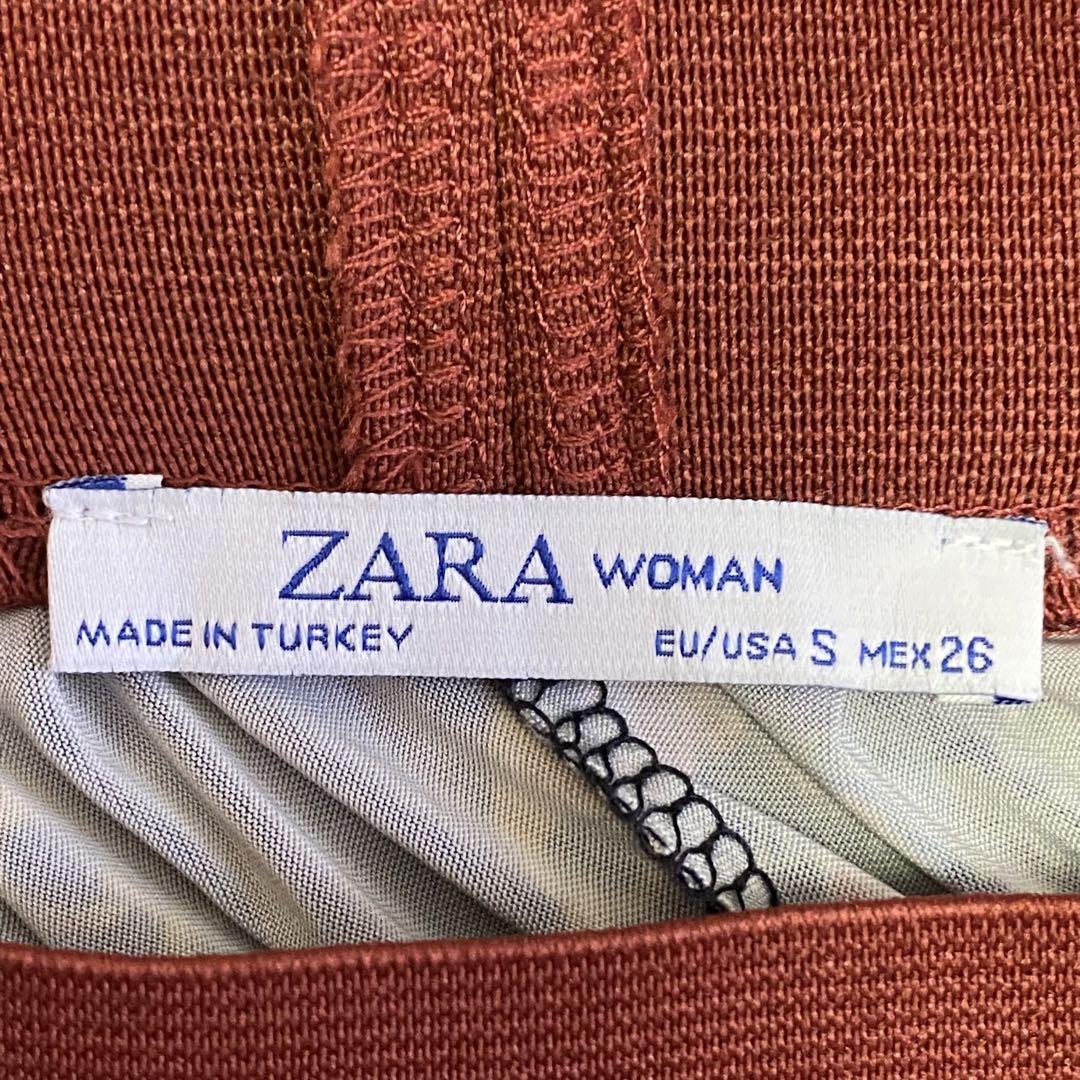 ZARA WOMAN
MADE IN TURKEY EU/USA S MEX 26